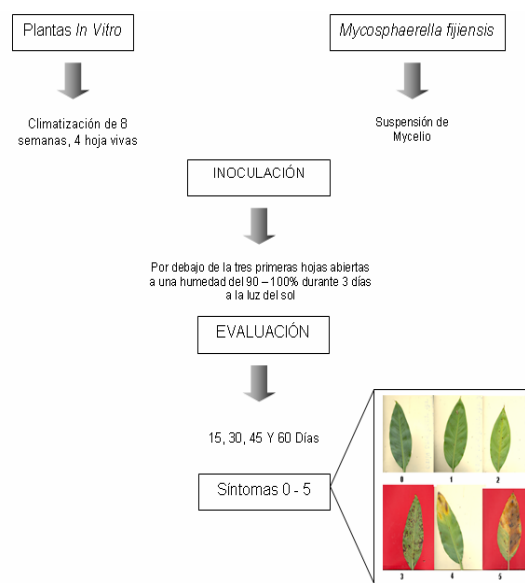 Plantas In Vitro
Mycosphaerella fijiensis
Climatización de 8
semanas, 4 hoja vivas
Suspensión de
Mycelio
INOCULACIÓN
Por debajo de la tres primeras hojas abiertas
a una humedad del 90 – 100% durante 3 días
a la luz del sol
EVALUACIÓN
15, 30, 45 Y 60 Días
Síntomas 0 - 5
0 1 2
3 4 5